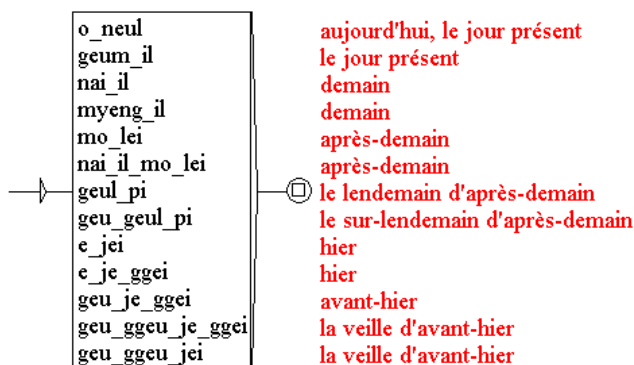 o_neul aujourd'hui, le jour présent
geum_il le jour présent
nai_il demain
myeng_il demain
mo_lei après-demain
nai_il_mo_lei après-demain
geul_pi le lendemain d'après-demain
geu_geul_pi le sur-lendemain d'après-demain
e_jei hier
e_je_ggei hier
geu_je_ggei avant-hier
geu_ggeu_je_ggei la veille d'avant-hier
geu_ggeu_jei la veille d'avant-hier